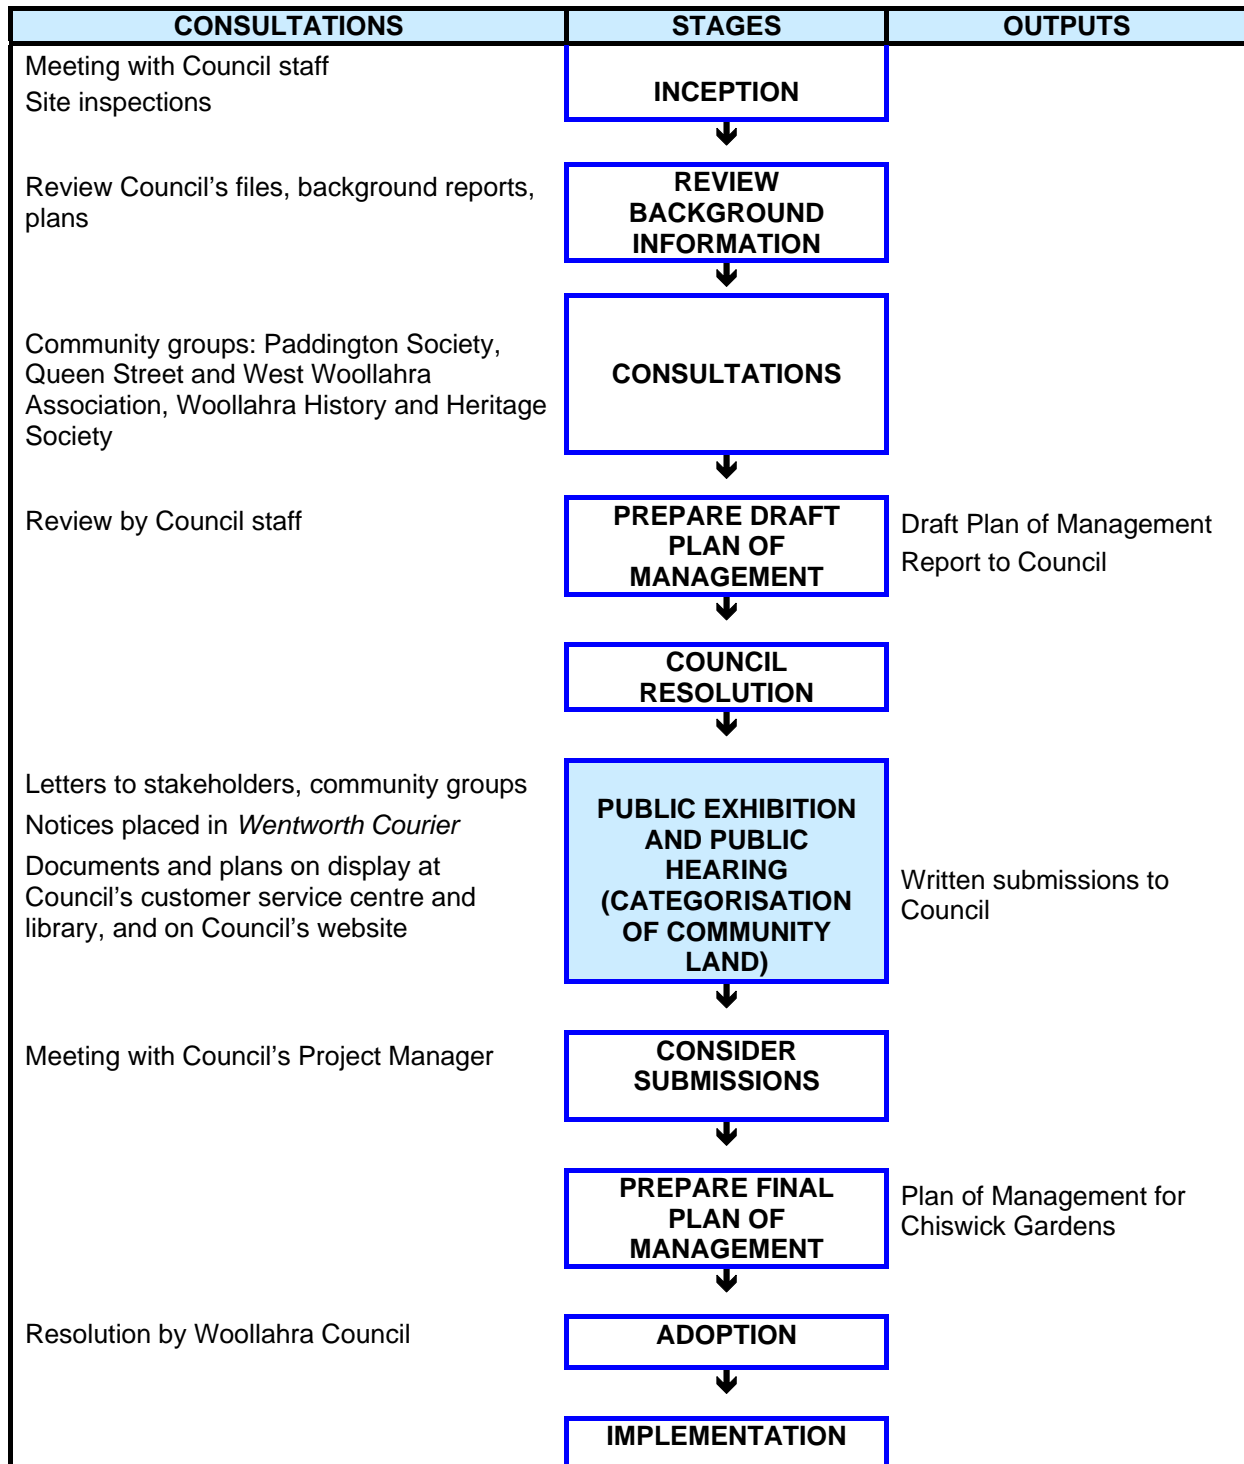 CONSULTATIONS STAGES OUTPUTS
Meeting with Council staff
Site inspections
INCEPTION
Review Council's files, background reports,
plans
REVIEW
BACKGROUND
INFORMATION
Community groups: Paddington Society,
Queen Street and West Woollahra
Association, Woollahra History and Heritage
Society
CONSULTATIONS
Review by Council staff
PREPARE DRAFT
PLAN OF
MANAGEMENT
Draft Plan of Management
Report to Council
COUNCIL
RESOLUTION
Letters to stakeholders, community groups
Notices placed in Wentworth Courier
Documents and plans on display at
Council's customer service centre and
library, and on Council's website
PUBLIC EXHIBITION
AND PUBLIC
HEARING
(CATEGORISATION
OF COMMUNITY
LAND)
Written submissions to
Council
Meeting with Council's Project Manager
CONSIDER
SUBMISSIONS
PREPARE FINAL
PLAN OF
MANAGEMENT
Plan of Management for
Chiswick Gardens
Resolution by Woollahra Council
ADOPTION
IMPLEMENTATION